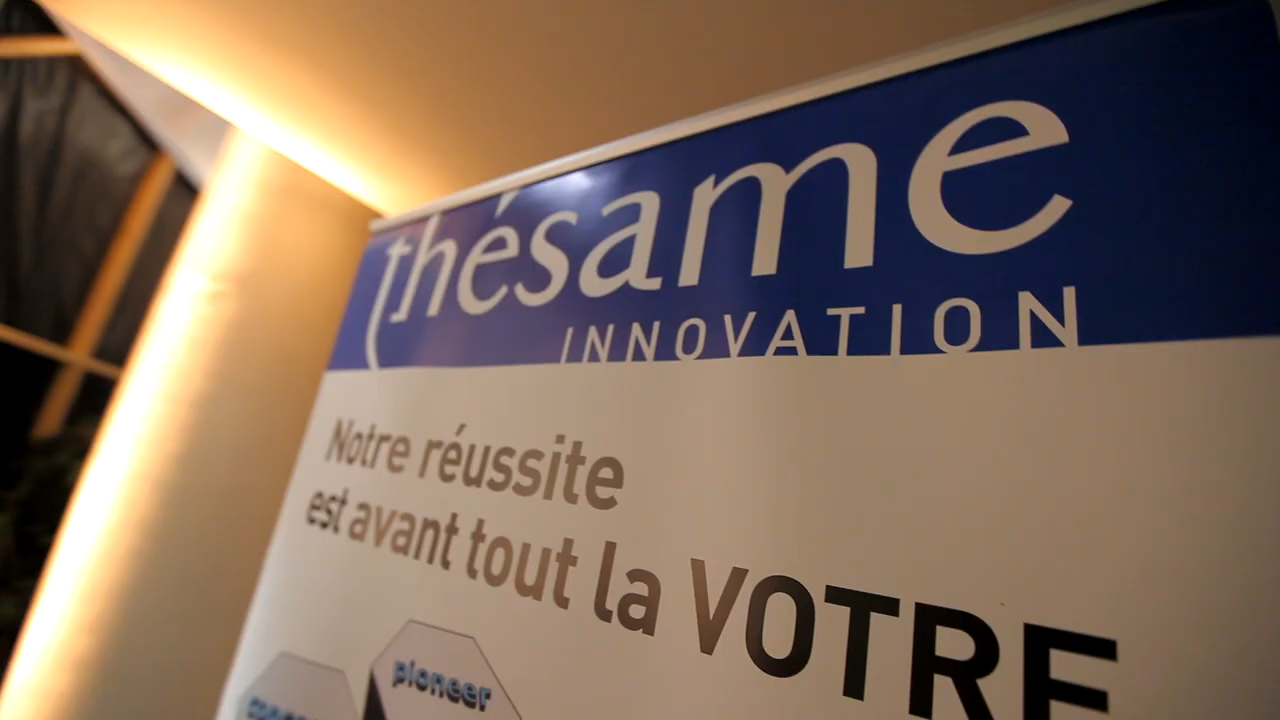 thésame
INNOVATION
Notre réussite
est avant tout la VOTRE
pioneer